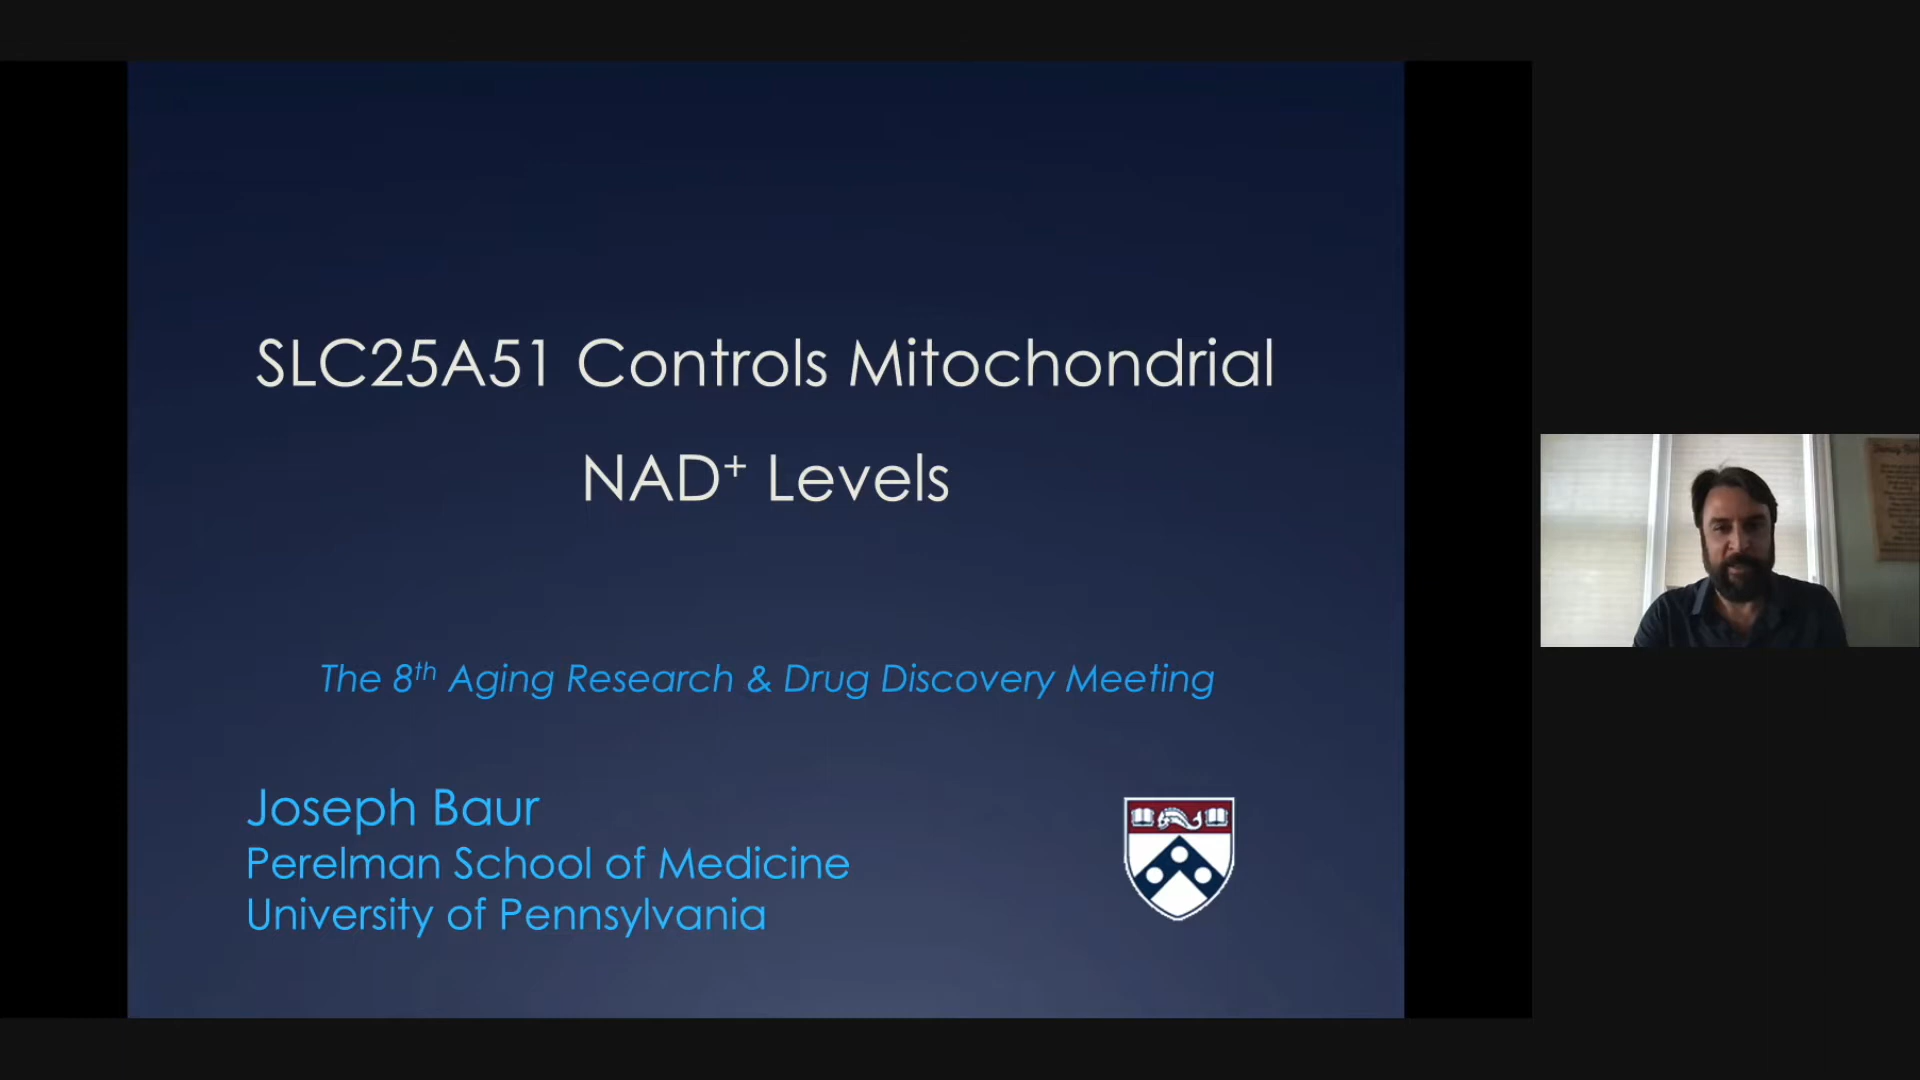 SLC25A51 Controls Mitochondrial
NAD⁺ Levels
The 8th Aging Research & Drug Discovery Meeting
Joseph Baur
Perelman School of Medicine
University of Pennsylvania